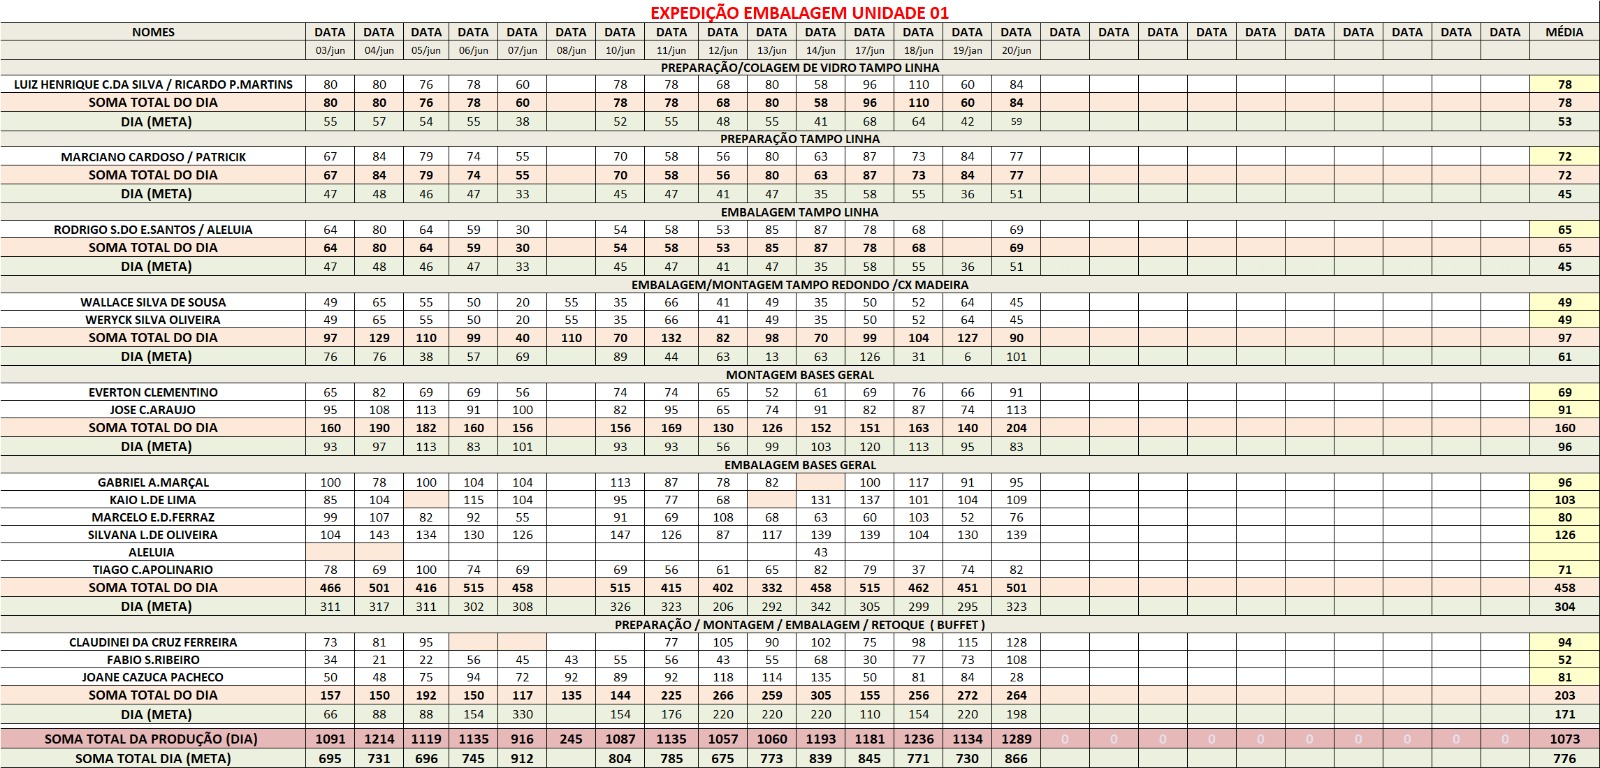 EXPEDIÇÃO EMBALAGEM UNIDADE 01
NOMES DATA DATA DATA DATA DATA DATA DATA DATA DATA DATA DATA DATA DATA DATA DATA DATA DATA DATA DATA DATA DATA DATA DATA DATA DATA MÉDIA
03/jun 04/jun 05/jun 06/jun 07/jun 08/jun 10/jun 11/jun 12/jun 13/jun 14/jun 17/jun 18/jun 19/jan 20/jun
PREPARAÇÃO/COLAGEM DE VIDRO TAMPO LINHA
LUIZ HENRIQUE C.DA SILVA / RICARDO P.MARTINS 80 80 76 78 60 78 78 68 80 58 96 110 60 84 78
SOMA TOTAL DO DIA 80 80 76 78 60 78 78 68 80 58 96 110 60 84 78
DIA (META) 55 57 54 55 38 52 55 48 55 41 68 64 42 59 53
PREPARAÇÃO TAMPO LINHA
MARCIANO CARDOSO / PATRICIK 67 84 79 74 55 70 58 56 80 63 87 73 84 77 72
SOMA TOTAL DO DIA 67 84 79 74 55 70 58 56 80 63 87 73 84 77 72
DIA (META) 47 48 46 47 33 45 47 41 47 35 58 55 36 51 45
EMBALAGEM TAMPO LINHA
RODRIGO S.DO E.SANTOS / ALELUIA 64 80 64 59 30 54 58 53 85 87 78 68 69 65
SOMA TOTAL DO DIA 64 80 64 59 30 54 58 53 85 87 78 68 69 65
DIA (META) 47 48 46 47 33 45 47 41 47 35 58 55 36 51 45
EMBALAGEM/MONTAGEM TAMPO REDONDO /CX MADEIRA
WALLACE SILVA DE SOUSA 49 65 55 50 20 55 35 66 41 49 35 50 52 64 45 49
WERYCK SILVA OLIVEIRA 49 65 55 50 20 55 35 66 41 49 35 50 52 64 45 49
SOMA TOTAL DO DIA 97 129 110 99 40 110 70 132 82 98 70 99 104 127 90 97
DIA (META) 76 76 38 57 69 89 44 63 13 63 126 31 6 101 61
MONTAGEM BASES GERAL
EVERTON CLEMENTINO 65 82 69 69 56 74 74 65 52 61 69 76 66 91 69
JOSE C.ARAUJO 95 108 113 91 100 82 95 65 74 91 82 87 74 113 91
SOMA TOTAL DO DIA 160 190 182 160 156 156 169 130 126 152 151 163 140 204 160
DIA (META) 93 97 113 83 101 93 93 56 99 103 120 113 95 83 96
EMBALAGEM BASES GERAL
GABRIEL A.MARÇAL 100 78 100 104 104 113 87 78 82 100 117 91 95 96
KAIO L.DE LIMA 85 104 115 104 95 77 68 131 137 101 104 109 103
MARCELO E.D.FERRAZ 99 107 82 92 55 91 69 108 68 63 60 103 52 76 80
SILVANA L.DE OLIVEIRA 104 143 134 130 126 147 126 87 117 139 139 104 130 139 126
ALELUIA 43
TIAGO C.APOLINARIO 78 69 100 74 69 69 56 61 65 82 79 37 74 82 71
SOMA TOTAL DO DIA 466 501 416 515 458 515 415 402 332 458 515 462 451 501 458
DIA (META) 311 317 311 302 308 326 323 206 292 342 305 299 295 323 304
PREPARAÇÃO / MONTAGEM / EMBALAGEM / RETOQUE ( BUFFET )
CLAUDINEI DA CRUZ FERREIRA 73 81 95 77 105 90 102 75 98 115 128 94
FABIO S.RIBEIRO 34 21 22 56 45 43 55 56 43 55 68 30 77 73 108 52
JOANE CAZUCA PACHECO 50 48 75 94 72 92 89 92 118 114 135 50 81 84 28 81
SOMA TOTAL DO DIA 157 150 192 150 117 135 144 225 266 259 305 155 256 272 264 203
DIA (META) 66 88 88 154 330 154 176 220 220 220 110 154 220 198 171
SOMA TOTAL DA PRODUÇÃO (DIA) 1091 1214 1119 1135 916 245 1087 1135 1057 1060 1193 1181 1236 1134 1289 0 0 0 0 0 0 0 0 0 0 1073
SOMA TOTAL DIA (META) 695 731 696 745 912 804 785 675 773 839 845 771 730 866 776